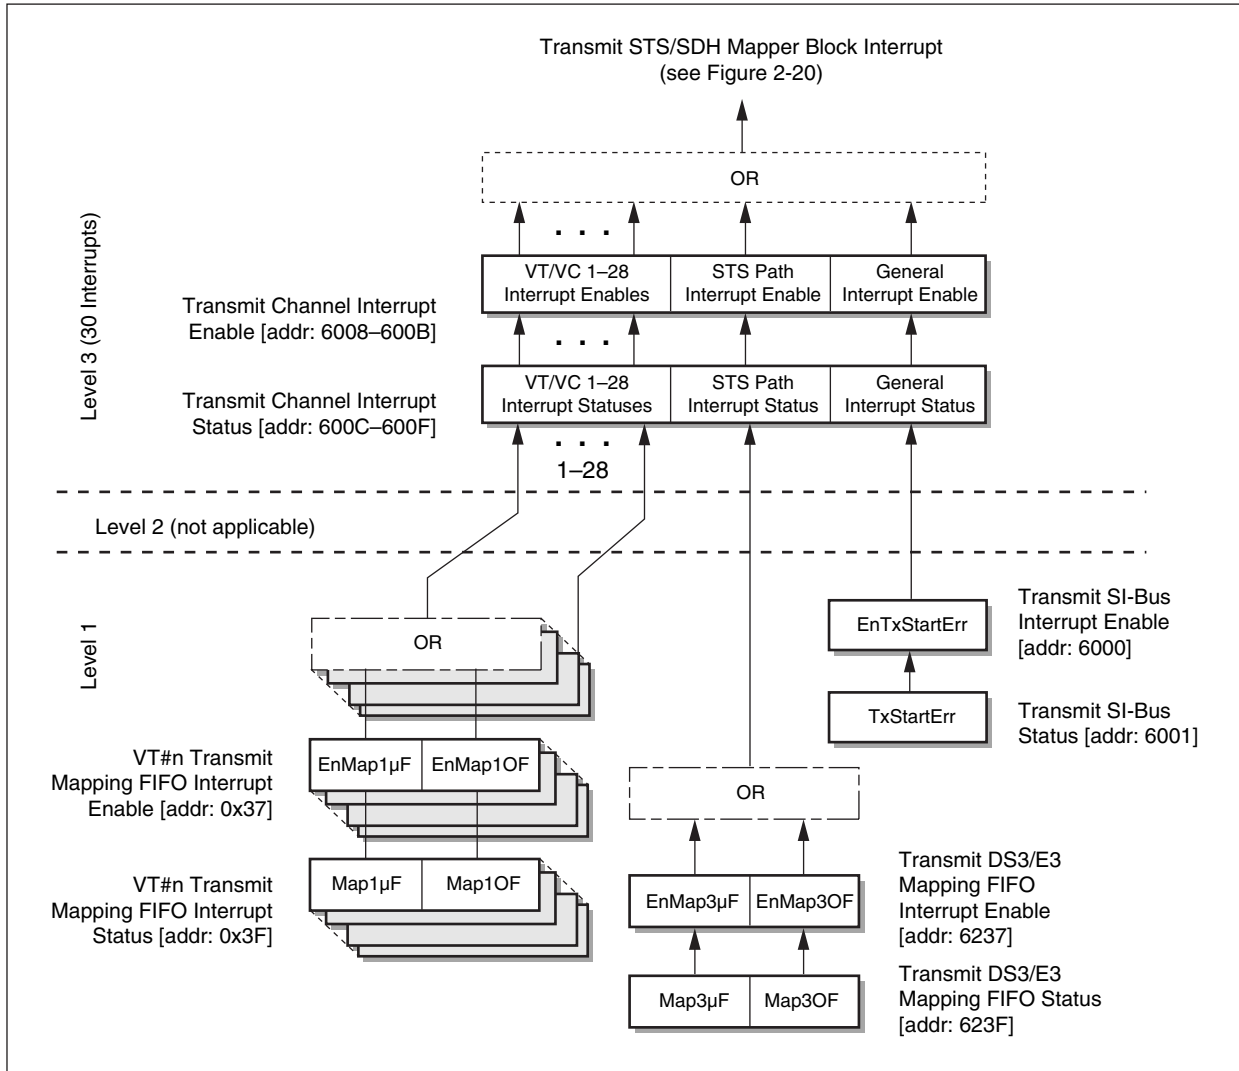 Transmit STS/SDH Mapper Block Interrupt
(see Figure 2-20)
OR
. . .
Level 3 (30 Interrupts)
Transmit Channel Interrupt
Enable [addr: 6008–600B]
VT/VC 1–28
Interrupt Enables
STS Path
Interrupt Enable
General
Interrupt Enable
. . .
Transmit Channel Interrupt
Status [addr: 600C–600F]
VT/VC 1–28
Interrupt Statuses
STS Path
Interrupt Status
General
Interrupt Status
. . .
1–28
Level 2 (not applicable)
Level 1
OR
EnTxStartErr
Transmit SI-Bus
Interrupt Enable
[addr: 6000]
TxStartErr
Transmit SI-Bus
Status [addr: 6001]
VT#n Transmit
Mapping FIFO Interrupt
Enable [addr: 0x37]
EnMap1µF
EnMap1OF
OR
VT#n Transmit
Mapping FIFO Interrupt
Status [addr: 0x3F]
Map1µF
Map1OF
EnMap3µF
EnMap3OF
Transmit DS3/E3
Mapping FIFO
Interrupt Enable
[addr: 6237]
Map3µF
Map3OF
Transmit DS3/E3
Mapping FIFO Status
[addr: 623F]